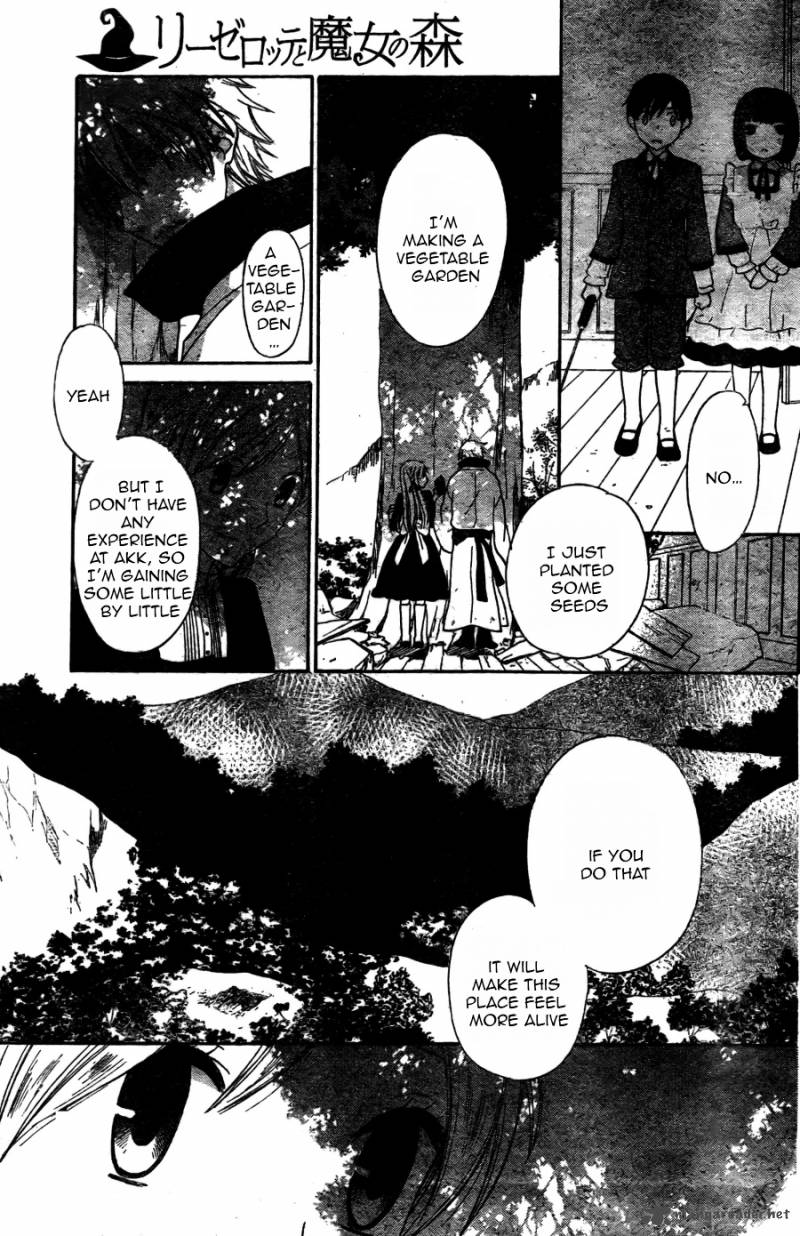 リーゼロッテと魔女の森
NO...
I'M
MAKING A
VEGETABLE
GARDEN
I JUST
PLANTED
SOME
SEEDS
A
VEGE-
TABLE
GAR-
DEN
...
YEAH
BUT I
DON'T HAVE
ANY
EXPERIENCE
AT AKK, SO
I'M GAINING
SOME LITTLE
BY LITTLE
IF YOU
DO THAT
IT WILL
MAKE THIS
PLACE FEEL
MORE ALIVE
mangareader.net